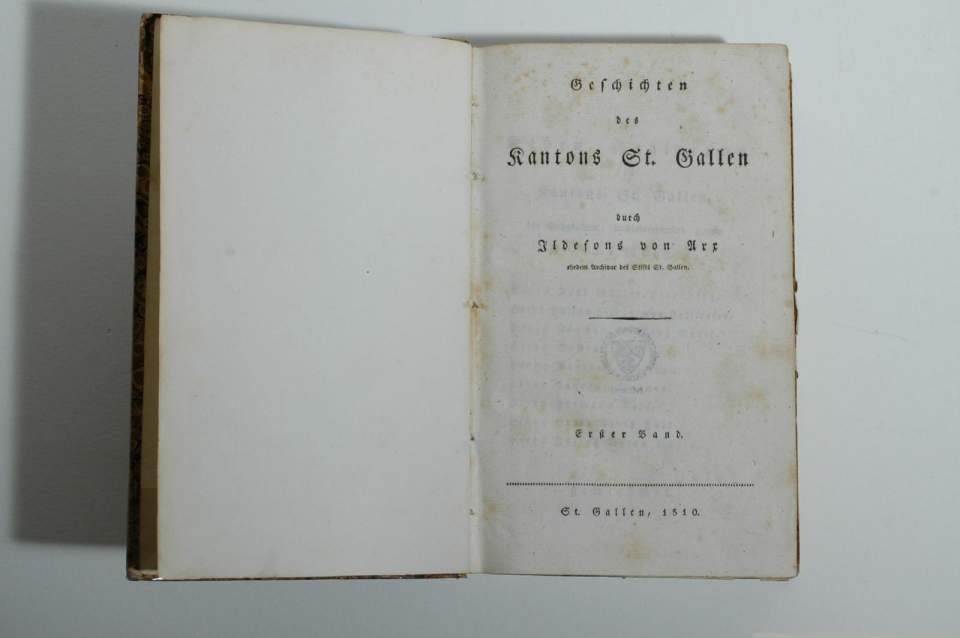 Geschichten
des
Kantons St. Gallen
durch
Ildefons von Arx
ehedem Archivar des Stifts St. Gallen.
Erster Band.
St. Gallen, 1810.